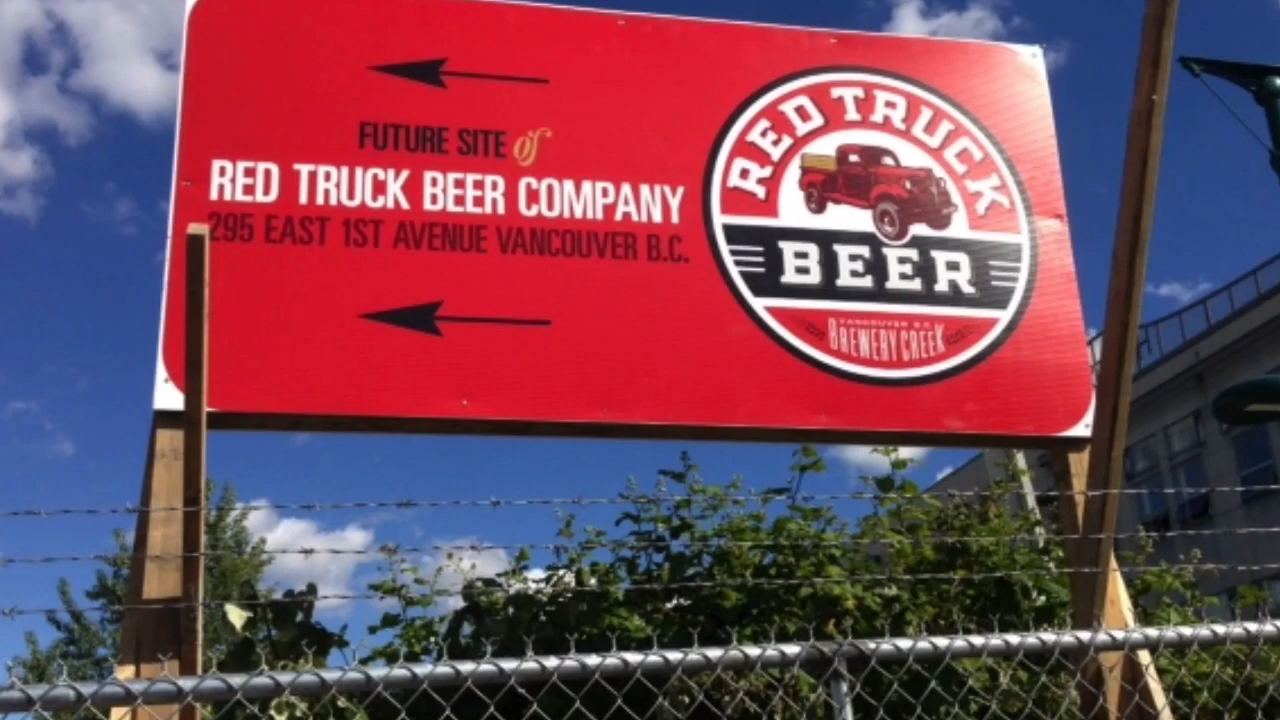 FUTURE SITE of
RED TRUCK BEER COMPANY
295 EAST 1ST AVENUE VANCOUVER B.C.
RED TRUCK
BEER
VANCOUVER B.C.
BREWERY CREEK